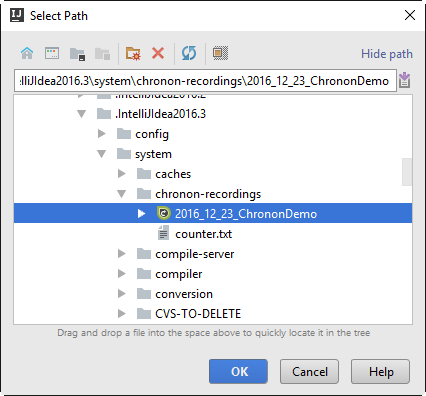 Select Path
Hide path
:lliJIdea2016.3\system\chronon-recordings\2016_12_23_ChrononDemo
.IntelliJIdea2016.2
.IntelliJIdea2016.3
config
system
caches
chronon-recordings
2016_12_23_ChrononDemo
counter.txt
compile-server
compiler
conversion
CVS-TO-DELETE
Drag and drop a file into the space above to quickly locate it in the tree
OK
Cancel
Help